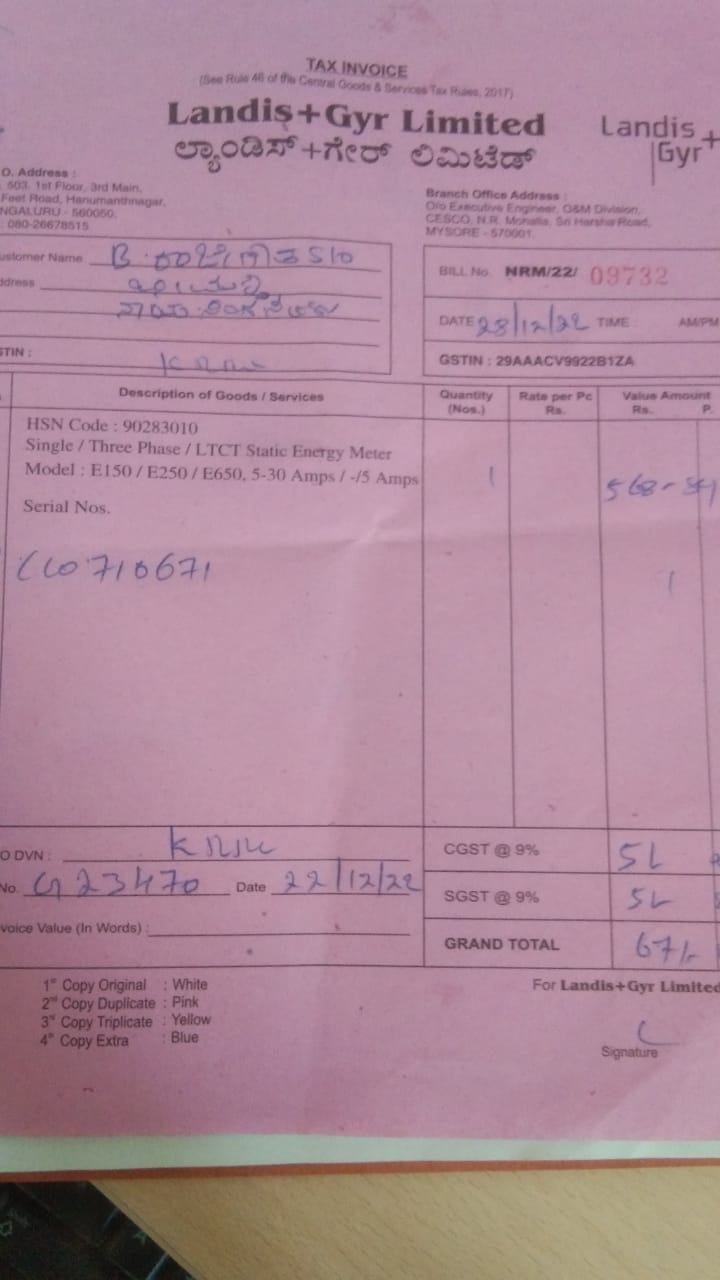 TAX INVOICE
(See Rule 46 of the Central Goods & Services Tax Rules, 2017)
Landis+Gyr Limited
ಲ್ಯಾಂಡಿಸ್+ಗೇರ್ ಲಿಮಿಟೆಡ್
Landis+
Gyr
O. Address :
503, 1st Floor, 3rd Main,
Feet Road, Hanumanthnagar,
NGALURU - 560050.
: 080-26678515
Branch Office Address :
O/o Executive Engineer, O&M Division,
CESCO, N.R. Mohalla, Sri Harsha Road,
MYSORE - 570001.
ustomer Name B. S/O
ddress
STIN :
BILL No. NRM/22/ 09732
DATE 28/12/22 TIME : AM/PM
GSTIN : 29AAACV9922B1ZA
Description of Goods / Services Quantity (Nos.) Rate per Pc Rs. Value Amount Rs. P.
HSN Code : 90283010
Single / Three Phase / LTCT Static Energy Meter
Model : E150 / E250 / E650, 5-30 Amps / -/5 Amps 1 568-
Serial Nos.
710671
O DVN :
No. 23470 Date 22/12/22
voice Value (In Words) :
CGST @ 9%
SGST @ 9%
GRAND TOTAL
1st Copy Original : White
2nd Copy Duplicate : Pink
3rd Copy Triplicate : Yellow
4th Copy Extra : Blue
For Landis+Gyr Limited
Signature